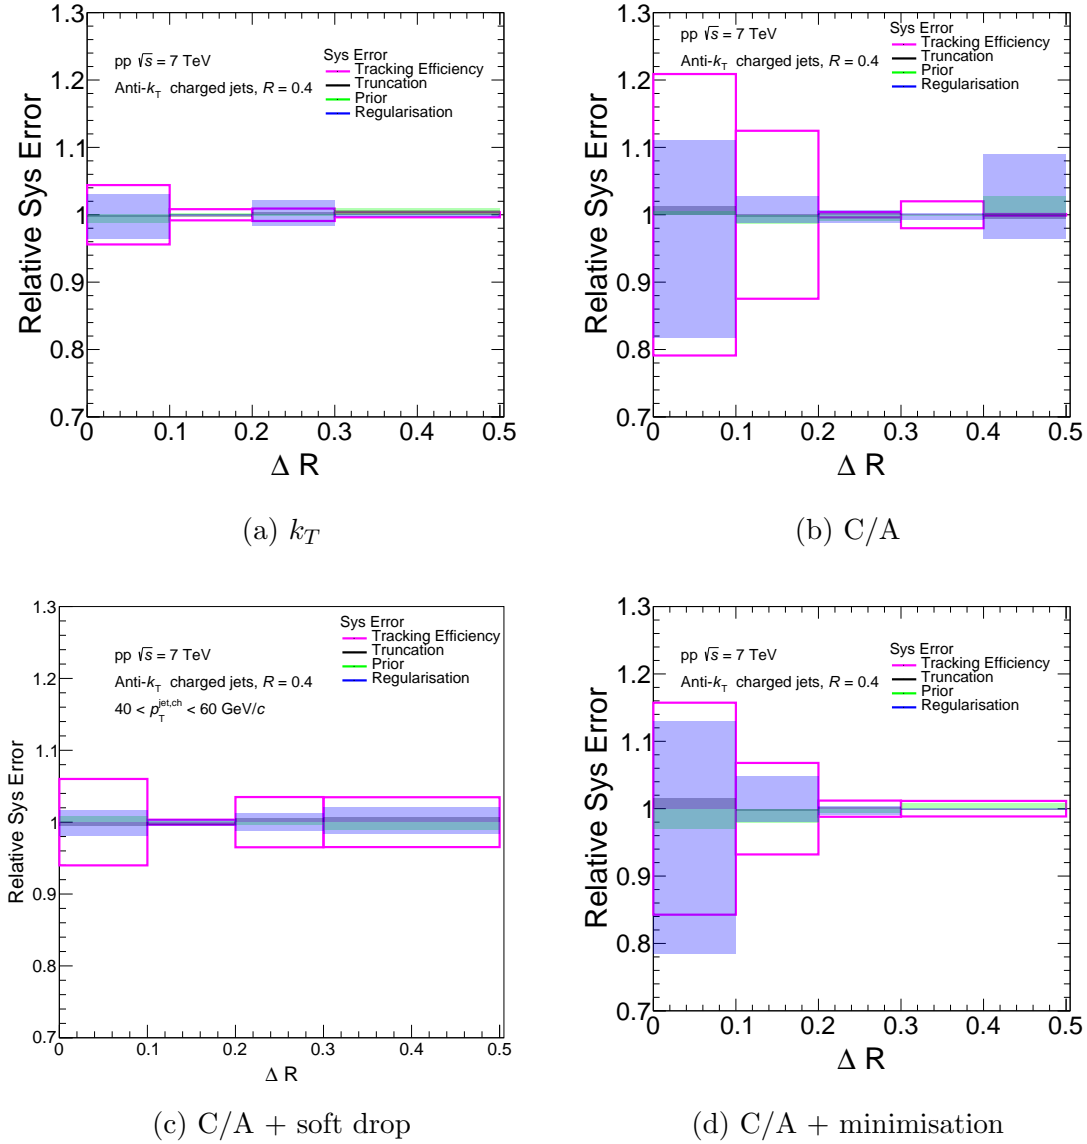 1.3
1.2
1.1
1
0.9
0.8
0.7
Relative Sys Error
pp √s = 7 TeV
Anti-k_T charged jets, R = 0.4
Sys Error
Tracking Efficiency
Truncation
Prior
Regularisation
0 0.1 0.2 0.3 0.4 0.5
Δ R
(a) k_T
1.3
1.2
1.1
1
0.9
0.8
0.7
Relative Sys Error
pp √s = 7 TeV
Anti-k_T charged jets, R = 0.4
Sys Error
Tracking Efficiency
Truncation
Prior
Regularisation
0 0.1 0.2 0.3 0.4 0.5
Δ R
(b) C/A
1.3
1.2
1.1
1
0.9
0.8
0.7
Relative Sys Error
pp √s = 7 TeV
Anti-k_T charged jets, R = 0.4
40 < p_T^jet,ch < 60 GeV/c
Sys Error
Tracking Efficiency
Truncation
Prior
Regularisation
0 0.1 0.2 0.3 0.4 0.5
Δ R
(c) C/A + soft drop
1.3
1.2
1.1
1
0.9
0.8
0.7
Relative Sys Error
pp √s = 7 TeV
Anti-k_T charged jets, R = 0.4
Sys Error
Tracking Efficiency
Truncation
Prior
Regularisation
0 0.1 0.2 0.3 0.4 0.5
Δ R
(d) C/A + minimisation